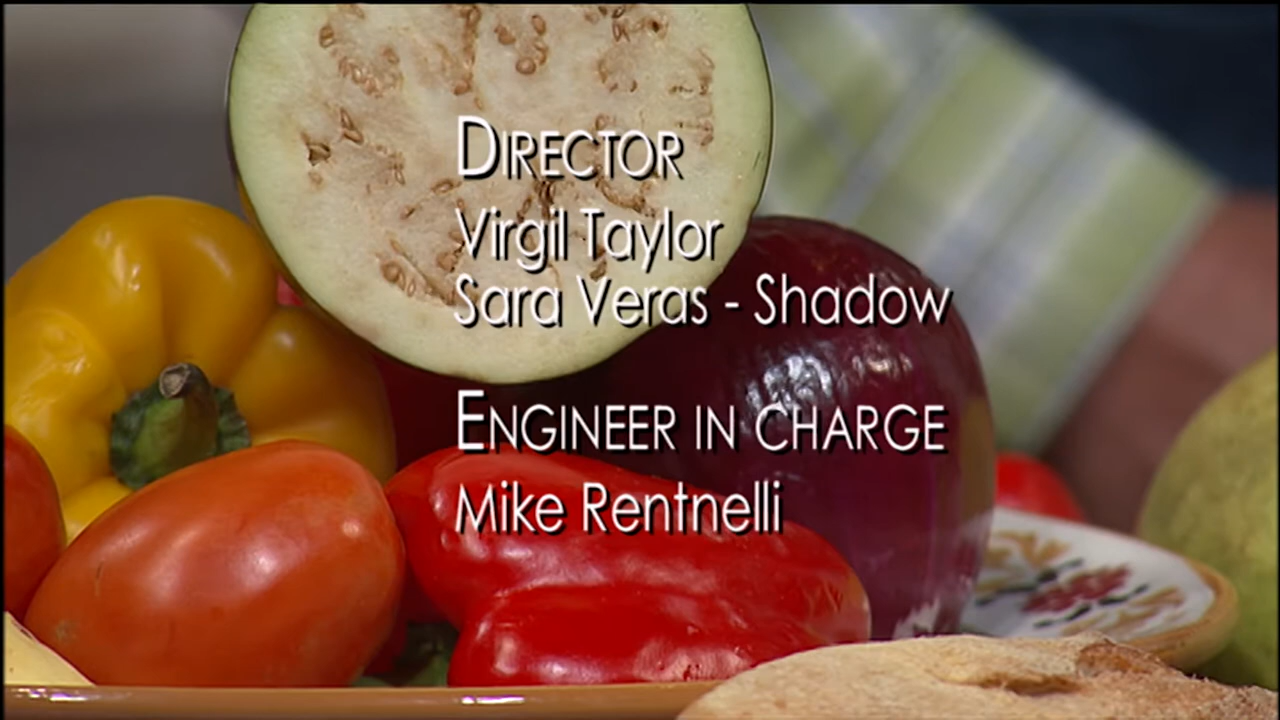 DIRECTOR
Virgil Taylor
Sara Veras - Shadow
ENGINEER IN CHARGE
Mike Rentnelli